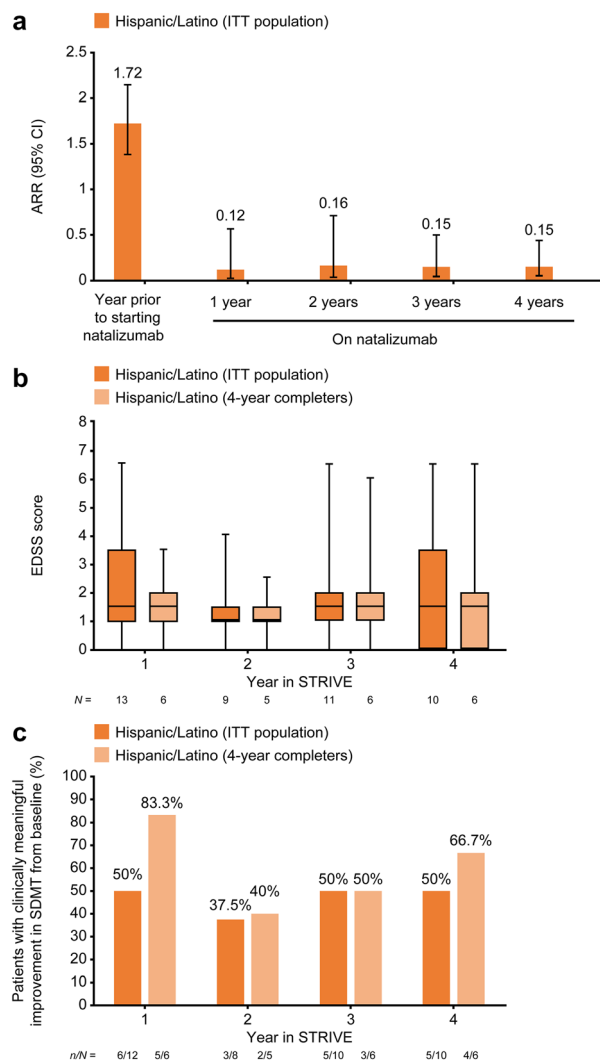 a
Hispanic/Latino (ITT population)
ARR (95% CI)
2.5
2
1.5
1
0.5
0
1.72
0.12
0.16
0.15
0.15
Year prior
to starting
natalizumab
1 year
2 years
3 years
4 years
On natalizumab
b
Hispanic/Latino (ITT population)
Hispanic/Latino (4-year completers)
EDSS score
8
7
6
5
4
3
2
1
0
1
2
3
4
Year in STRIVE
N =
13
6
9
5
11
6
10
6
c
Hispanic/Latino (ITT population)
Hispanic/Latino (4-year completers)
Patients with clinically meaningful
improvement in SDMT from baseline (%)
100
90
80
70
60
50
40
30
20
10
0
50%
83.3%
37.5%
40%
50%
50%
50%
66.7%
1
2
3
4
Year in STRIVE
n/N =
6/12
5/6
3/8
2/5
5/10
3/6
5/10
4/6